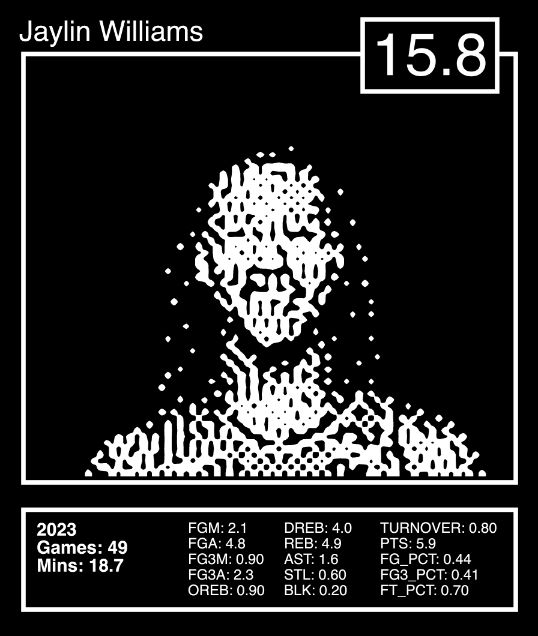 Jaylin Williams
15.8
2023
Games: 49
Mins: 18.7
FGM: 2.1
FGA: 4.8
FG3M: 0.90
FG3A: 2.3
OREB: 0.90
DREB: 4.0
REB: 4.9
AST: 1.6
STL: 0.60
BLK: 0.20
TURNOVER: 0.80
PTS: 5.9
FG_PCT: 0.44
FG3_PCT: 0.41
FT_PCT: 0.70